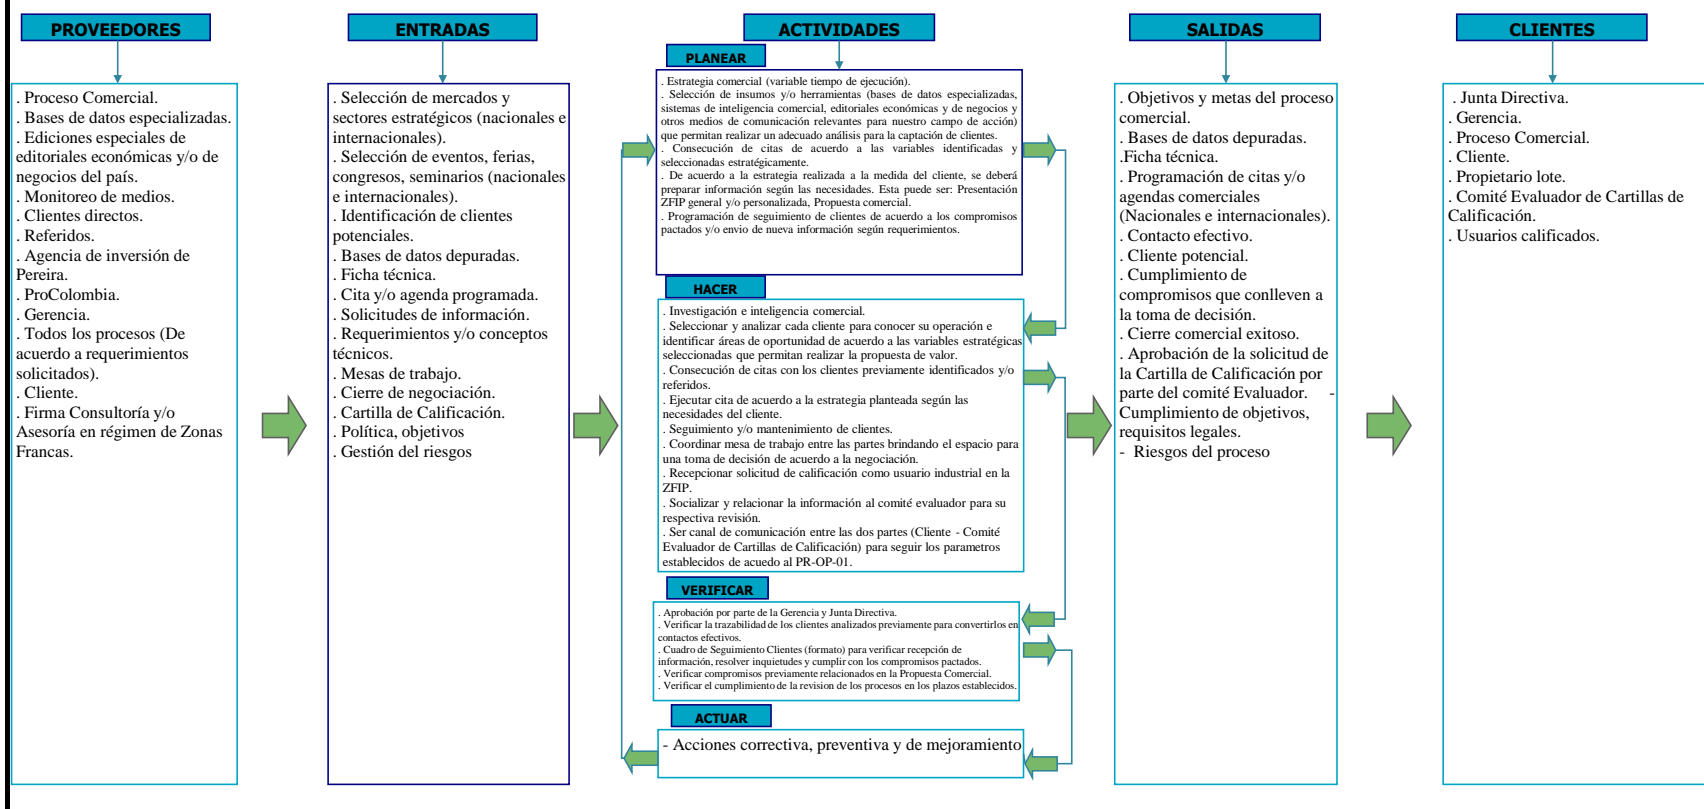 PROVEEDORES
. Proceso Comercial.
. Bases de datos especializadas.
. Ediciones especiales de
editoriales económicas y/o de
negocios del país.
. Monitoreo de medios.
. Clientes directos.
. Referidos.
. Agencia de inversión de
Pereira.
. ProColombia.
. Gerencia.
. Todos los procesos (De
acuerdo a requerimientos
solicitados).
. Cliente.
. Firma Consultoría y/o
Asesoría en régimen de Zonas
Francas.
ENTRADAS
. Selección de mercados y
sectores estratégicos (nacionales e
internacionales).
. Selección de eventos, ferias,
congresos, seminarios (nacionales
e internacionales).
. Identificación de clientes
potenciales.
. Bases de datos depuradas.
. Ficha técnica.
. Cita y/o agenda programada.
. Solicitudes de información.
. Requerimientos y/o conceptos
técnicos.
. Mesas de trabajo.
. Cierre de negociación.
. Cartilla de Calificación.
. Política, objetivos
. Gestión del riesgos
ACTIVIDADES
PLANEAR
. Estrategia comercial (variable tiempo de ejecución).
. Selección de insumos y/o herramientas (bases de datos especializadas,
sistemas de inteligencia comercial, editoriales económicas y de negocios y
otros medios de comunicación relevantes para nuestro campo de acción)
que permitan realizar un adecuado análisis para la captación de clientes.
. Consecución de citas de acuerdo a las variables identificadas y
seleccionadas estratégicamente.
. De acuerdo a la estrategia realizada a la medida del cliente, se deberá
preparar información según las necesidades. Esta puede ser: Presentación
ZFIP general y/o personalizada, Propuesta comercial.
. Programación de seguimiento de clientes de acuerdo a los compromisos
pactados y/o envio de nueva información según requerimientos.
HACER
. Investigación e inteligencia comercial.
. Seleccionar y analizar cada cliente para conocer su operación e
identificar áreas de oportunidad de acuerdo a las variables estratégicas
seleccionadas que permitan realizar la propuesta de valor.
. Consecución de citas con los clientes previamente identificados y/o
referidos.
. Ejecutar cita de acuerdo a la estrategia planteada según las
necesidades del cliente.
. Seguimiento y/o mantenimiento de clientes.
. Coordinar mesa de trabajo entre las partes brindando el espacio para
una toma de decisión de acuerdo a la negociación.
. Recepcionar solicitud de calificación como usuario industrial en la
ZFIP.
. Socializar y relacionar la información al comité evaluador para su
respectiva revisión.
. Ser canal de comunicación entre las dos partes (Cliente - Comité
Evaluador de Cartillas de Calificación) para seguir los parametros
establecidos de acuedo al PR-OP-01.
VERIFICAR
. Aprobación por parte de la Gerencia y Junta Directiva.
. Verificar la trazabilidad de los clientes analizados previamente para convertirlos en
contactos efectivos.
. Cuadro de Seguimiento Clientes (formato) para verificar recepción de
información, resolver inquietudes y cumplir con los compromisos pactados.
. Verificar compromisos previamente relacionados en la Propuesta Comercial.
. Verificar el cumplimiento de la revision de los procesos en los plazos establecidos.
ACTUAR
- Acciones correctiva, preventiva y de mejoramiento
SALIDAS
. Objetivos y metas del proceso
comercial.
. Bases de datos depuradas.
.Ficha técnica.
. Programación de citas y/o
agendas comerciales
(Nacionales e internacionales).
. Contacto efectivo.
. Cliente potencial.
. Cumplimiento de
compromisos que conlleven a
la toma de decisión.
. Cierre comercial exitoso.
. Aprobación de la solicitud de
la Cartilla de Calificación por
parte del comité Evaluador. -
Cumplimiento de objetivos,
requisitos legales.
- Riesgos del proceso
CLIENTES
. Junta Directiva.
. Gerencia.
. Proceso Comercial.
. Cliente.
. Propietario lote.
. Comité Evaluador de Cartillas de
Calificación.
. Usuarios calificados.